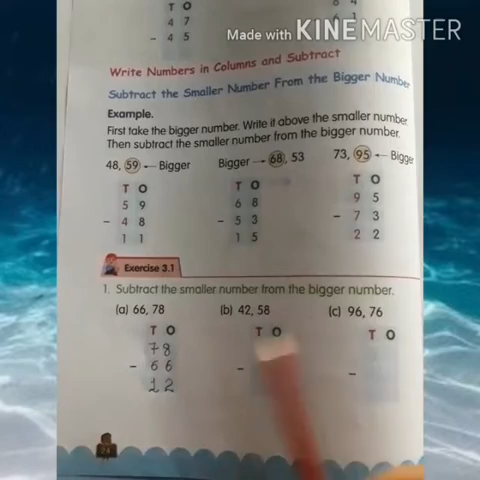 T O
4 7
- 4 5
Made with KINEMASTER
Write Numbers in Columns and Subtract
Subtract the Smaller Number From the Bigger Number
Example.
First take the bigger number. Write it above the smaller number.
Then subtract the smaller number from the bigger number.
48, 59 ← Bigger
T O
5 9
- 4 8
1 1
Bigger → 68, 53
T O
6 8
- 5 3
1 5
73, 95 ← Bigger
T O
9 5
- 7 3
2 2
Exercise 3.1
1. Subtract the smaller number from the bigger number.
(a) 66, 78
T O
7 8
- 6 6
1 2
(b) 42, 58
T O
-
(c) 96, 76
T O
-